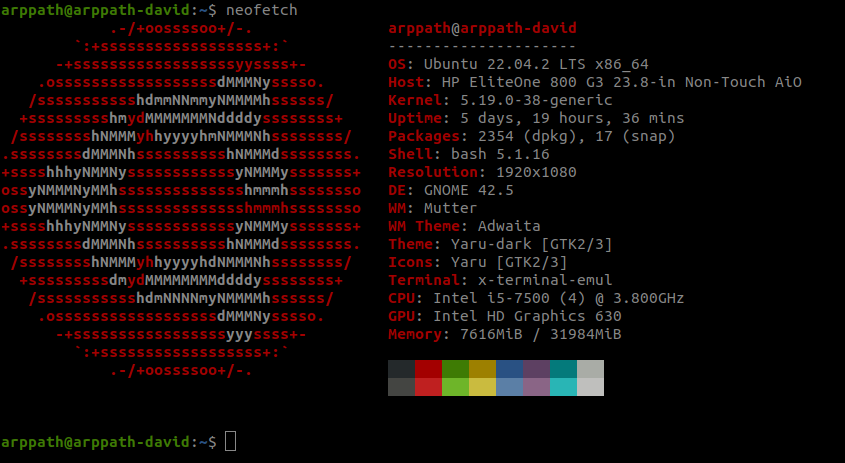 arppath@arppath-david:~$ neofetch
            .-/+oossssoo+/-.               arppath@arppath-david
        `:+ssssssssssssssssss+:`           ---------------------
      -+ssssssssssssssssssyyssss+-         OS: Ubuntu 22.04.2 LTS x86_64
    .ossssssssssssssssssdMMMNysssso.       Host: HP EliteOne 800 G3 23.8-in Non-Touch AiO
   /ssssssssssshdmmNNmmyNMMMMhssssss/      Kernel: 5.19.0-38-generic
  +ssssssssshmydMMMMMMMNddddyssssssss+     Uptime: 5 days, 19 hours, 36 mins
 /sssssssshNMMMyhhyyyyhmNMMMNhssssssss/    Packages: 2354 (dpkg), 17 (snap)
.ssssssssdMMMNhsssssssssshNMMMdssssssss.   Shell: bash 5.1.16
+sssshhhyNMMNyssssssssssssyNMMMysssssss+   Resolution: 1920x1080
ossyNMMMNyMMhsssssssssssssshmmmhssssssso   DE: GNOME 42.5
ossyNMMMNyMMhsssssssssssssshmmmhssssssso   WM: Mutter
+sssshhhyNMMNyssssssssssssyNMMMysssssss+   WM Theme: Adwaita
.ssssssssdMMMNhsssssssssshNMMMdssssssss.   Theme: Yaru-dark [GTK2/3]
 /sssssssshNMMMyhhyyyyhdNMMMNhssssssss/    Icons: Yaru [GTK2/3]
  +sssssssssdmydMMMMMMMMddddyssssssss+     Terminal: x-terminal-emul
   /ssssssssssshdmNNNNmyNMMMMhssssss/      CPU: Intel i5-7500 (4) @ 3.800GHz
    .ossssssssssssssssssdMMMNysssso.       GPU: Intel HD Graphics 630
      -+sssssssssssssssssyyyssss+-         Memory: 7616MiB / 31984MiB
        `:+ssssssssssssssssss+:`
            .-/+oossssoo+/-.
arppath@arppath-david:~$